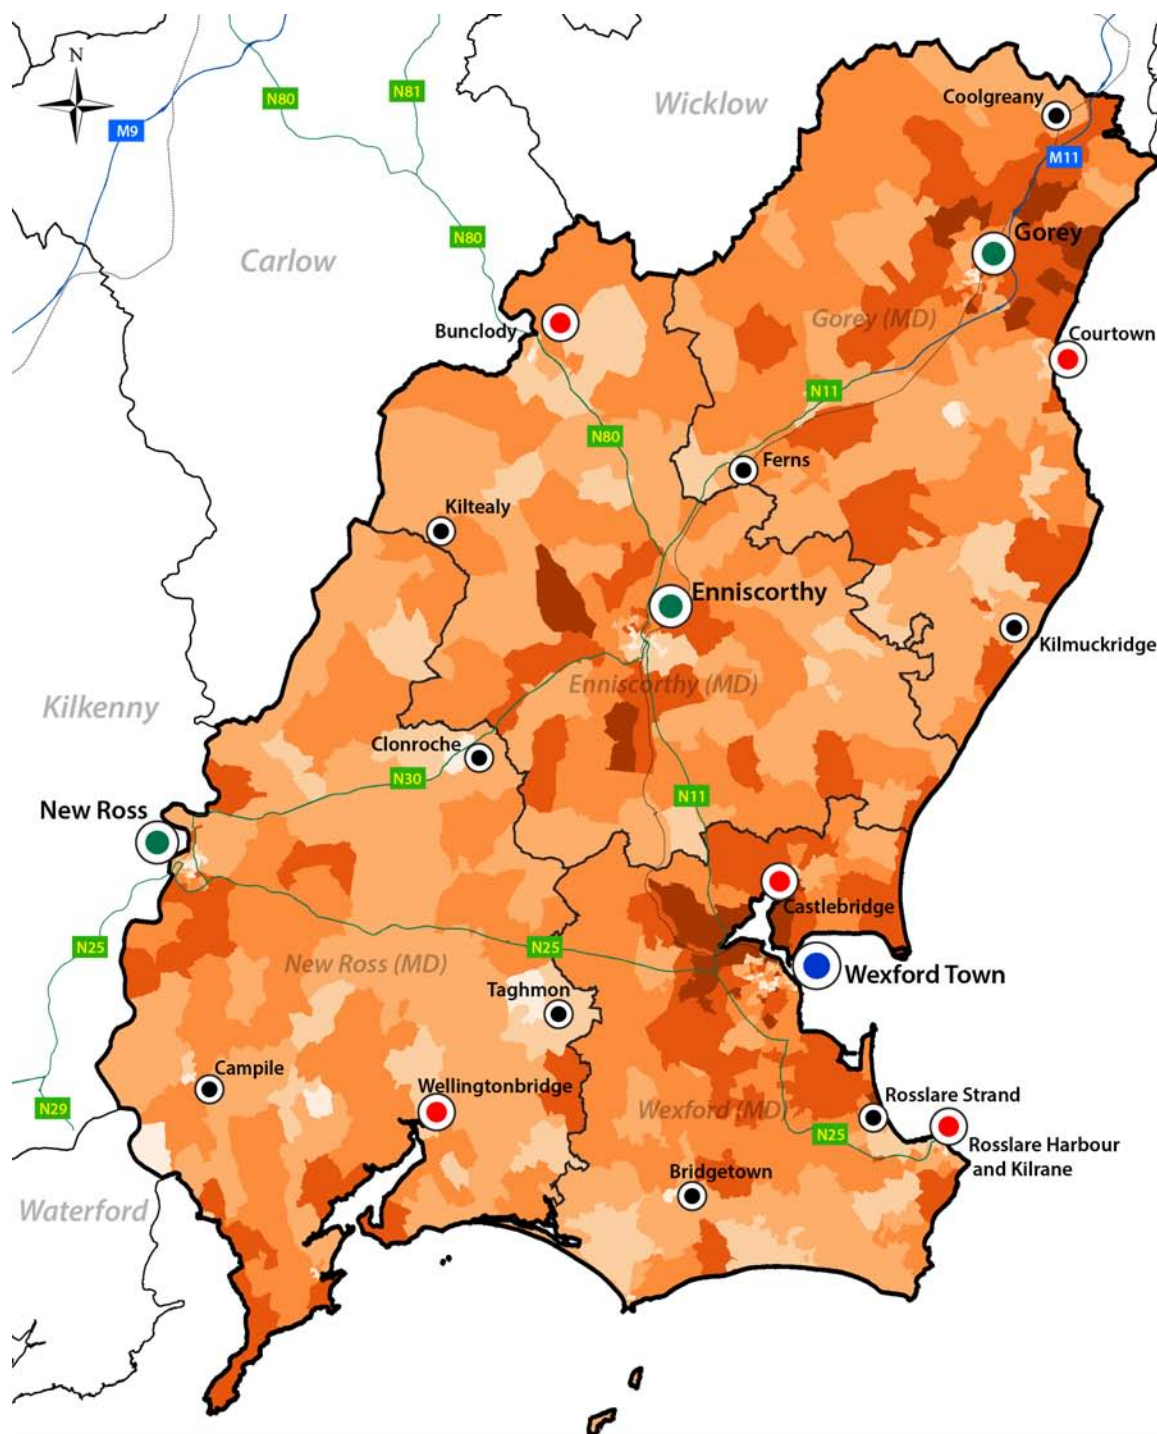 N
N80
N81
Wicklow
Coolgreany
M9
M11
Gorey
N80
Carlow
Gorey (MD)
Bunclody
Courtown
N11
N80
Ferns
Kiltealy
Enniscorthy
Kilmuckridge
Enniscorthy (MD)
Kilkenny
Clonroche
N30
N11
New Ross
Castlebridge
N25
N25
New Ross (MD)
Wexford Town
Taghmon
Campile
Wellingtonbridge
Rosslare Strand
N29
Wexford (MD)
N25
Rosslare Harbour
and Kilrane
Bridgetown
Waterford